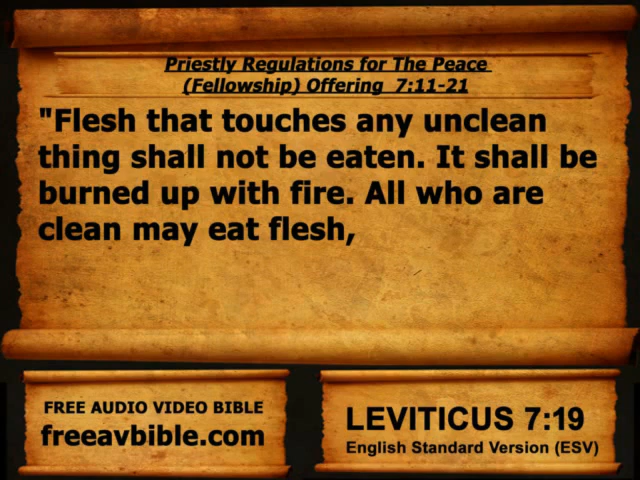 Priestly Regulations for The Peace
(Fellowship) Offering 7:11-21
"Flesh that touches any unclean
thing shall not be eaten. It shall be
burned up with fire. All who are
clean may eat flesh,
FREE AUDIO VIDEO BIBLE
freeavbible.com
LEVITICUS 7:19
English Standard Version (ESV)